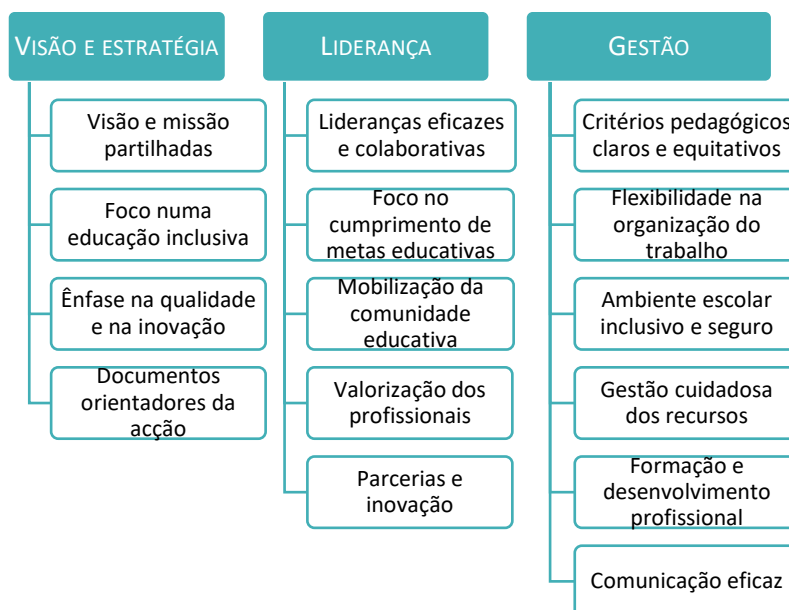 VISÃO E ESTRATÉGIA
Visão e missão
partilhadas
Foco numa
educação inclusiva
Ênfase na qualidade
e na inovação
Documentos
orientadores da
acção
LIDERANÇA
Lideranças eficazes
e colaborativas
Foco no
cumprimento de
metas educativas
Mobilização da
comunidade
educativa
Valorização dos
profissionais
Parcerias e
inovação
GESTÃO
Critérios pedagógicos
claros e equitativos
Flexibilidade na
organização do
trabalho
Ambiente escolar
inclusivo e seguro
Gestão cuidadosa
dos recursos
Formação e
desenvolvimento
profissional
Comunicação eficaz